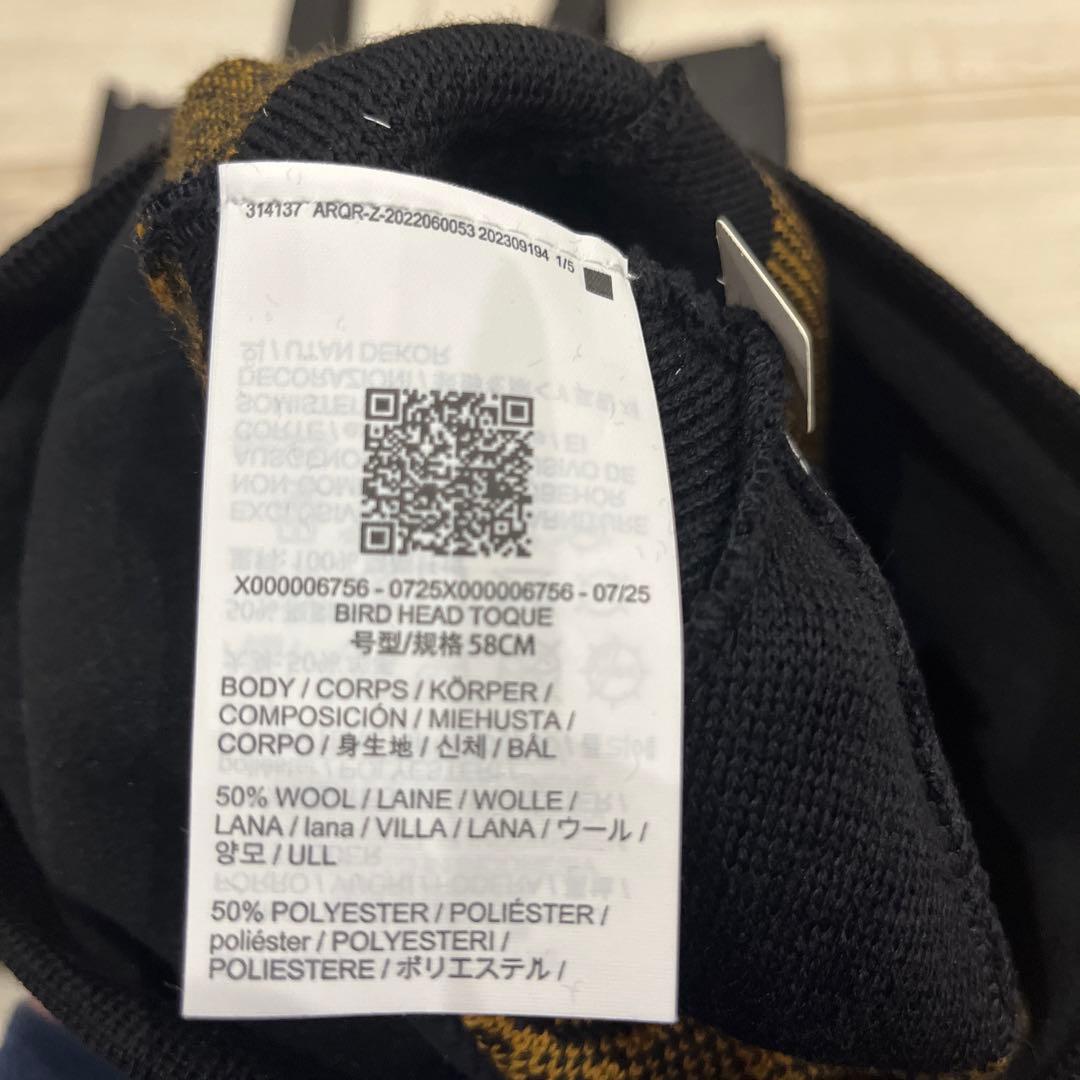 314137 ARQR-Z-2022060053 202309194 1/5
X000006756 - 0725X000006756 - 07/25
BIRD HEAD TOQUE
号型/规格 58CM
BODY / CORPS / KÖRPER /
COMPOSICIÓN / MIEHUSTA /
CORPO / 身生地 / 신체 / BÅL
50% WOOL / LAINE / WOLLE /
LANA / lana / VILLA / LANA / ウール /
양모 / ULL
50% POLYESTER / POLIÉSTER /
poliéster / POLYESTERI /
POLIESTERE / ポリエステル /